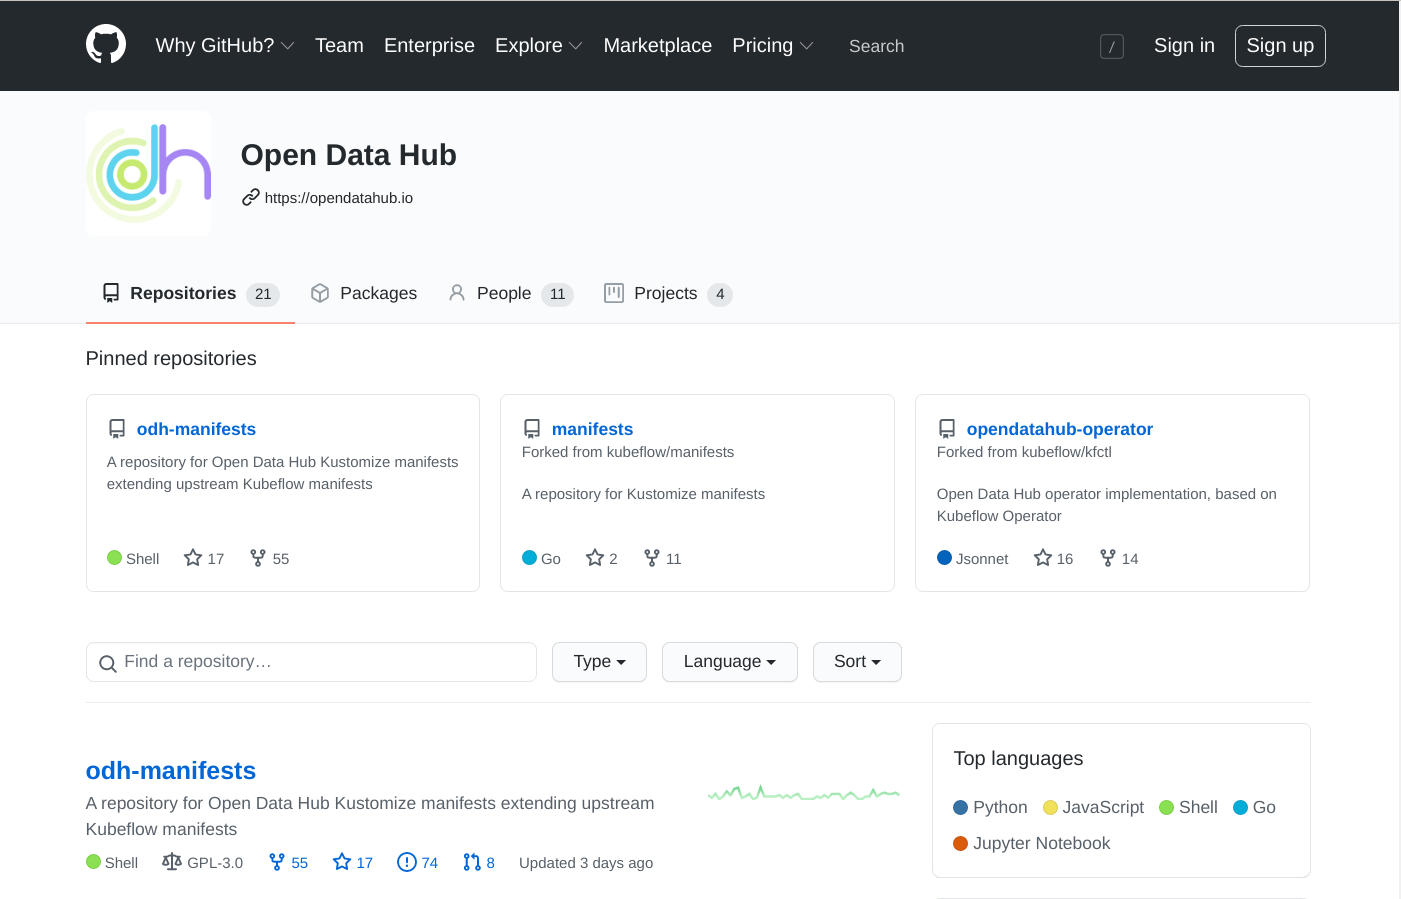 Why GitHub? Team Enterprise Explore Marketplace Pricing Search / Sign in Sign up
Open Data Hub
https://opendatahub.io
Repositories 21 Packages People 11 Projects 4
Pinned repositories
odh-manifests
A repository for Open Data Hub Kustomize manifests
extending upstream Kubeflow manifests
Shell 17 55
manifests
Forked from kubeflow/manifests
A repository for Kustomize manifests
Go 2 11
opendatahub-operator
Forked from kubeflow/kfctl
Open Data Hub operator implementation, based on
Kubeflow Operator
Jsonnet 16 14
Find a repository… Type Language Sort
odh-manifests
A repository for Open Data Hub Kustomize manifests extending upstream
Kubeflow manifests
Shell GPL-3.0 55 17 74 8 Updated 3 days ago
Top languages
Python JavaScript Shell Go
Jupyter Notebook